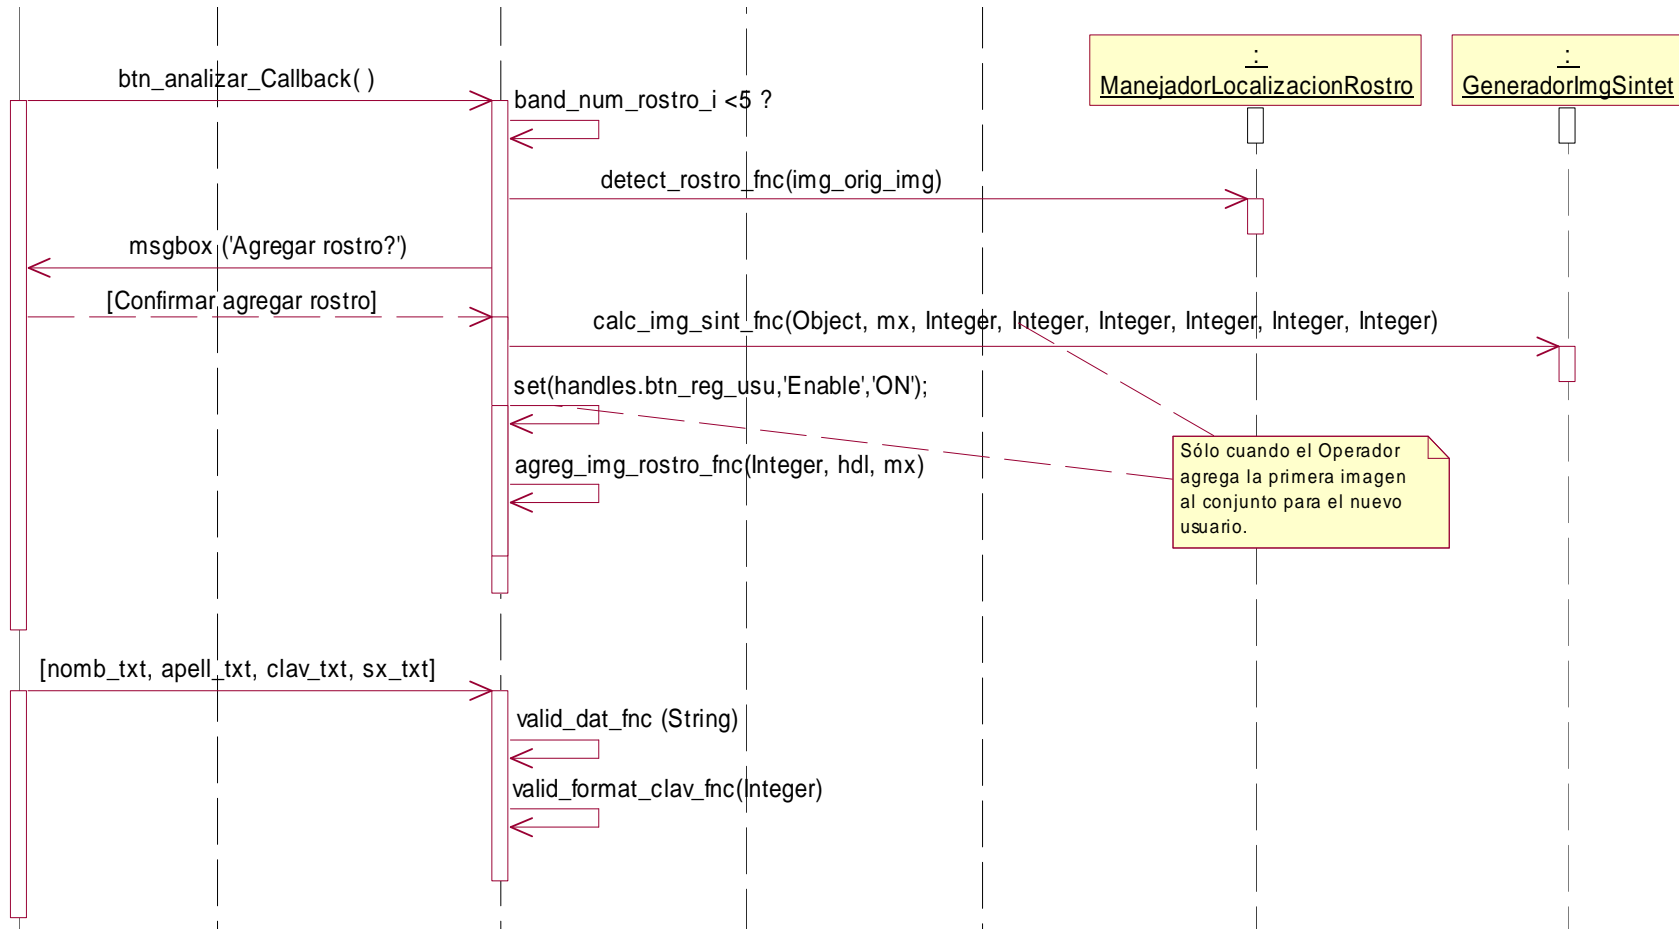 :
ManejadorLocalizacionRostro
:
GeneradorImgSintet
btn_analizar_Callback( )
band_num_rostro_i <5 ?
detect_rostro_fnc(img_orig_img)
msgbox ('Agregar rostro?')
[Confirmar agregar rostro]
calc_img_sint_fnc(Object, mx, Integer, Integer, Integer, Integer, Integer, Integer)
set(handles.btn_reg_usu,'Enable','ON');
agreg_img_rostro_fnc(Integer, hdl, mx)
Sólo cuando el Operador
agrega la primera imagen
al conjunto para el nuevo
usuario.
[nomb_txt, apell_txt, clav_txt, sx_txt]
valid_dat_fnc (String)
valid_format_clav_fnc(Integer)